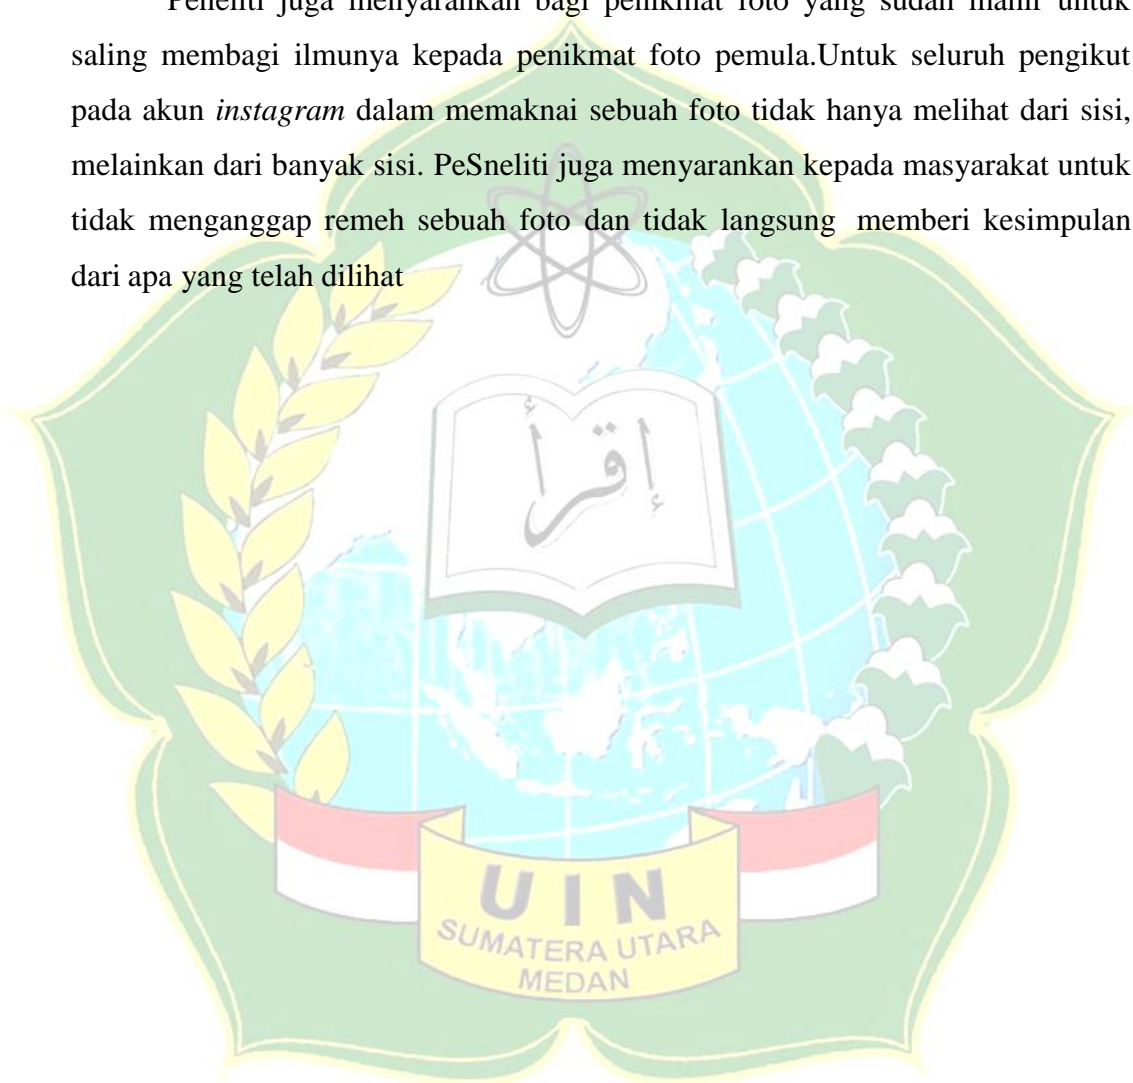 Peneliti juga menyarankan bagi penikmat foto yang sudah mahir untuk
saling membagi ilmunya kepada penikmat foto pemula.Untuk seluruh pengikut
pada akun instagram dalam memaknai sebuah foto tidak hanya melihat dari sisi,
melainkan dari banyak sisi. PeSneliti juga menyarankan kepada masyarakat untuk
tidak menganggap remeh sebuah foto dan tidak langsung memberi kesimpulan
dari apa yang telah dilihat
إقرأ
UIN
SUMATERA UTARA
MEDAN